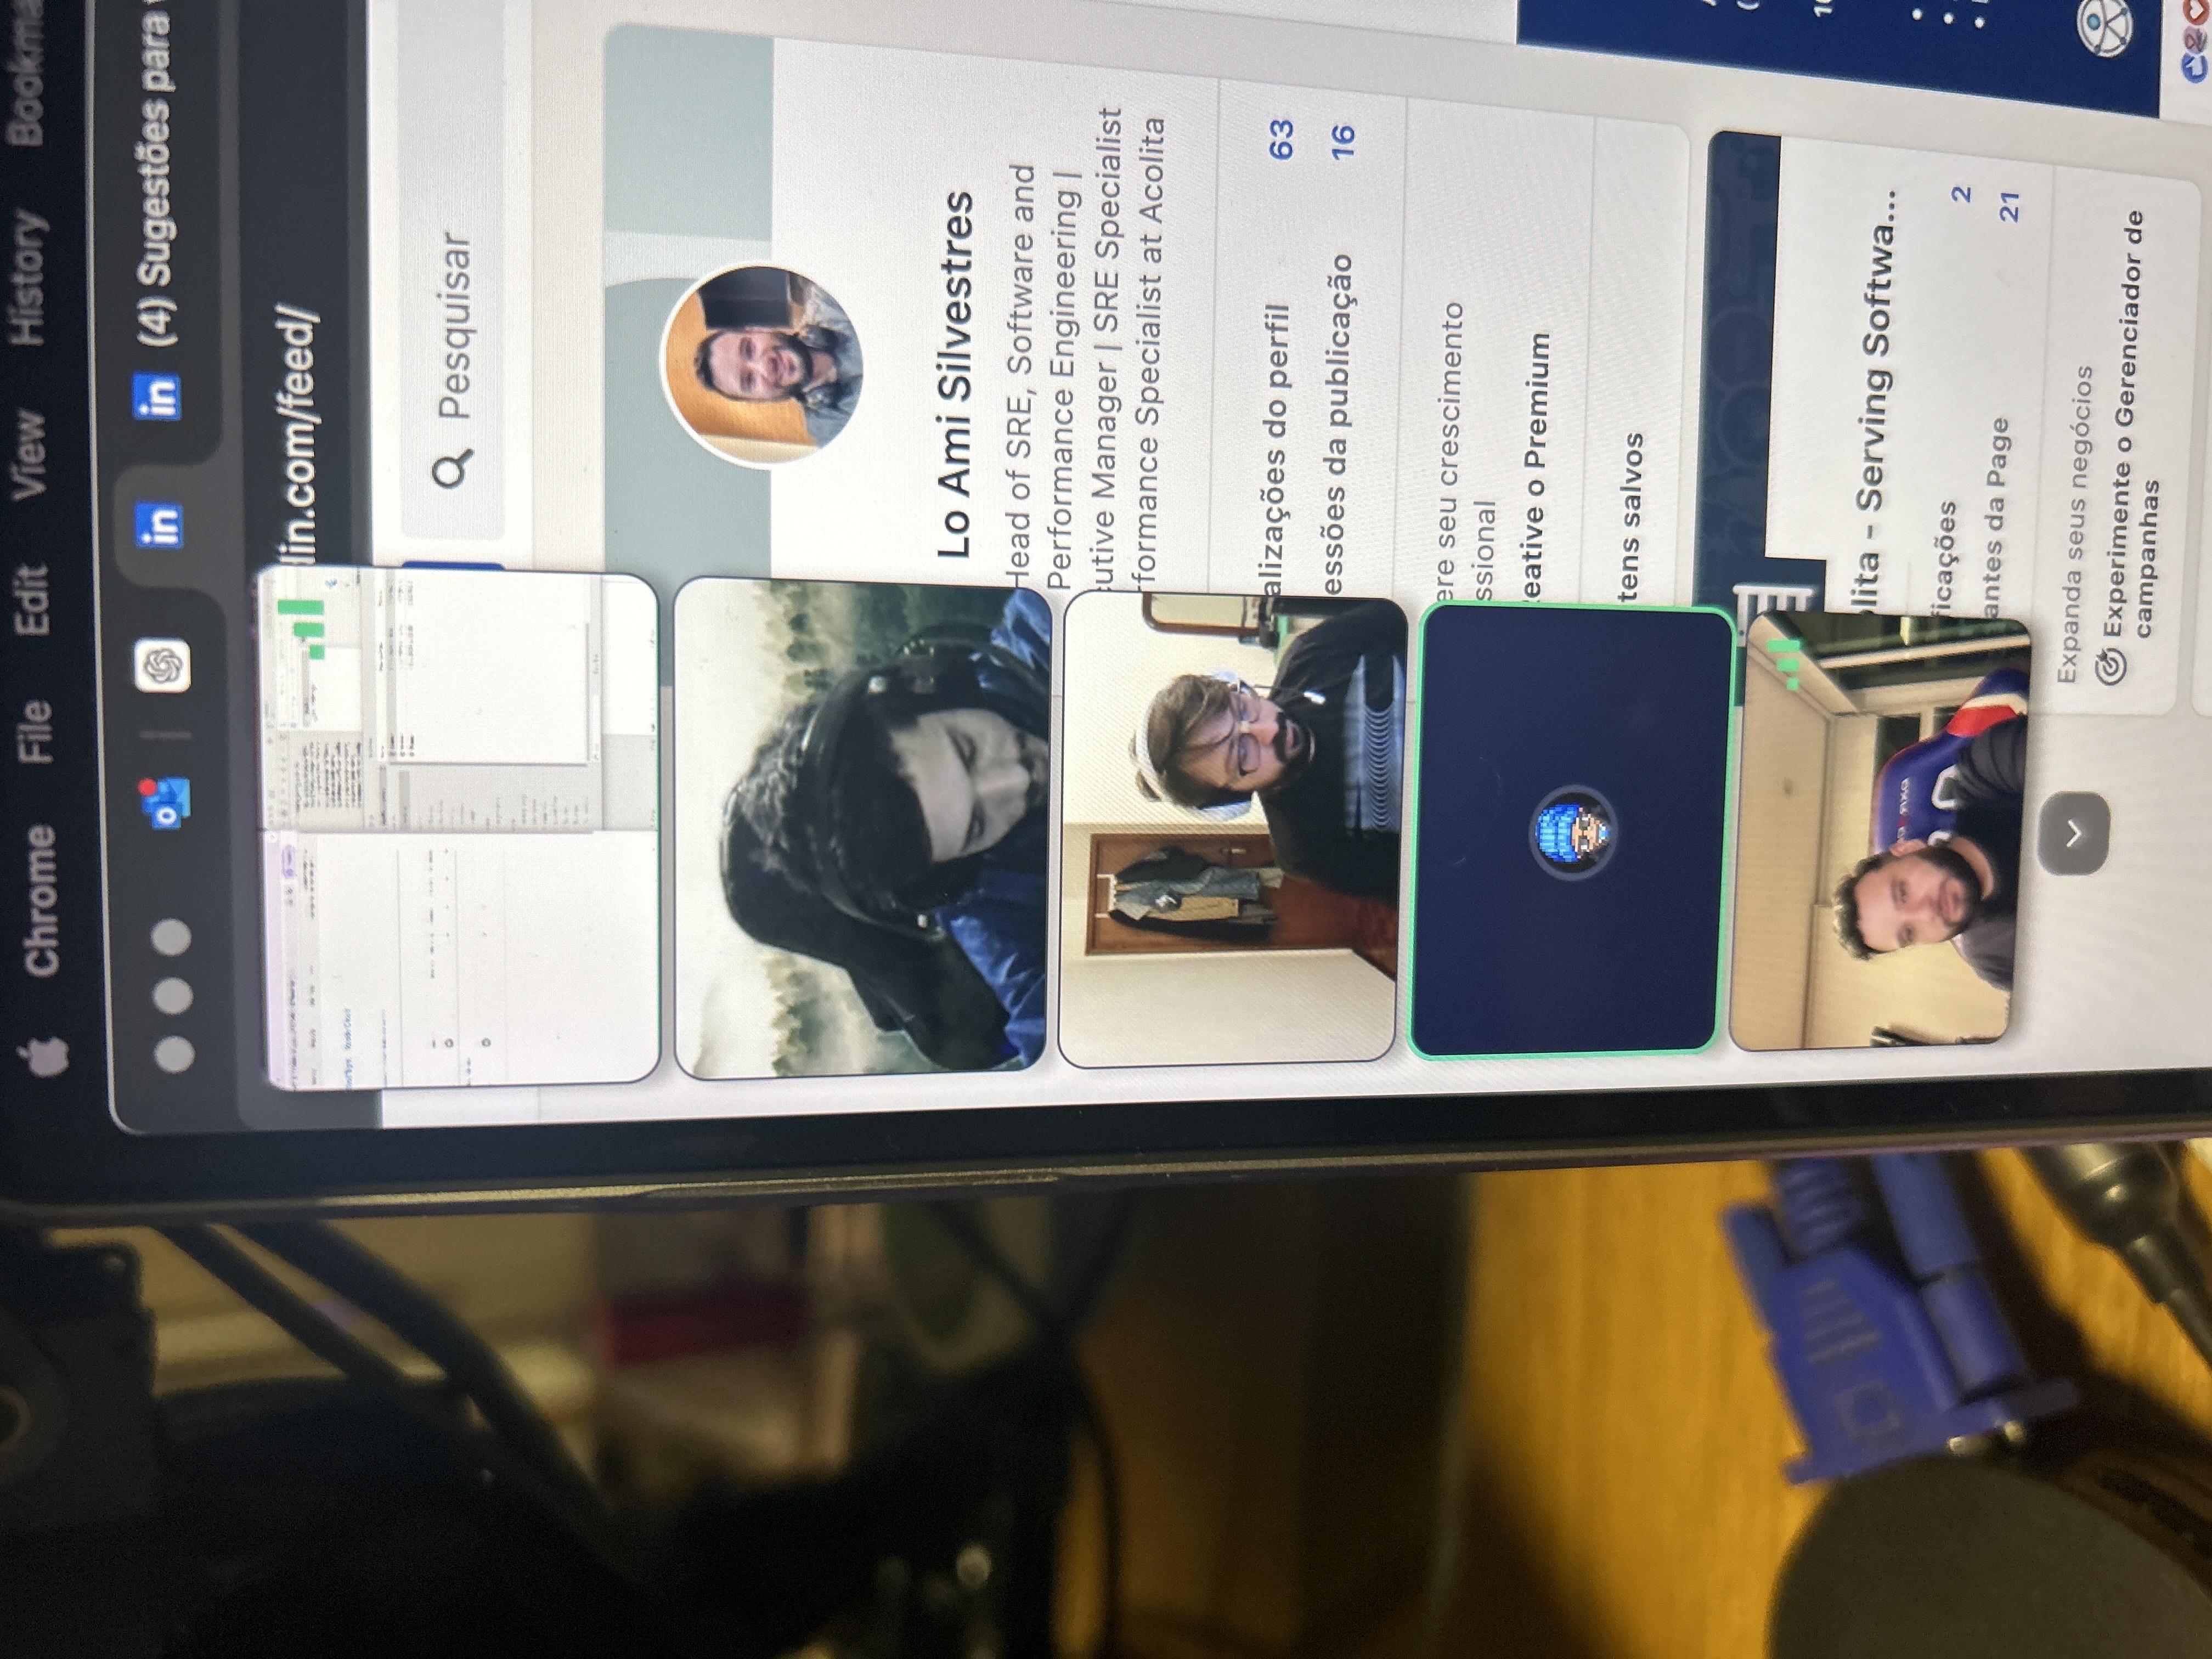 Chrome File Edit View History Bookma
(4) Sugestões para
lin.com/feed/
Pesquisar
Lo Ami Silvestres
Head of SRE, Software and
Performance Engineering |
cutive Manager | SRE Specialist
rformance Specialist at Acolita
alizações do perfil 63
essões da publicação 16
ere seu crescimento
ssional
eative o Premium
tens salvos
lita - Serving Softwa...
ficações 2
antes da Page 21
Expanda seus negócios
Experimente o Gerenciador de
campanhas